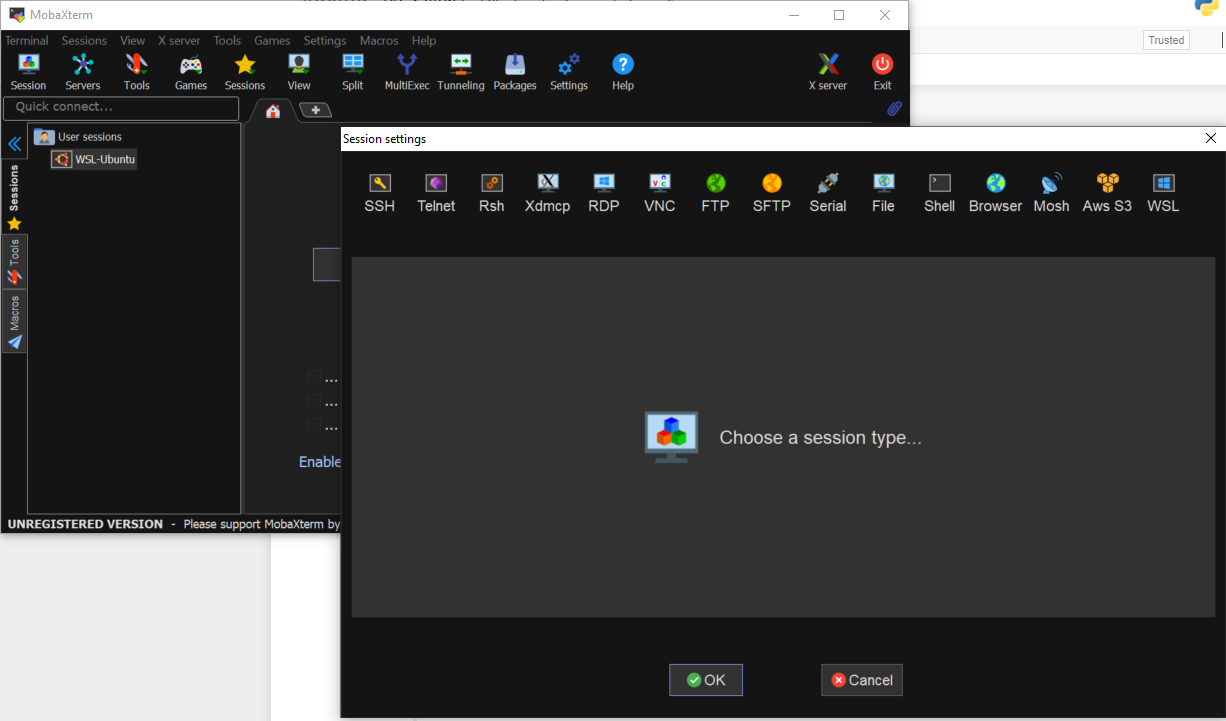 MobaXterm
Trusted
Terminal Sessions View X server Tools Games Settings Macros Help
Session Servers Tools Games Sessions View Split MultiExec Tunneling Packages Settings Help X server Exit
Quick connect...
User sessions
WSL-Ubuntu
Sessions
Tools
Macros
...
...
...
Enable
UNREGISTERED VERSION - Please support MobaXterm by
Session settings
SSH Telnet Rsh Xdmcp RDP VNC FTP SFTP Serial File Shell Browser Mosh Aws S3 WSL
Choose a session type...
OK Cancel